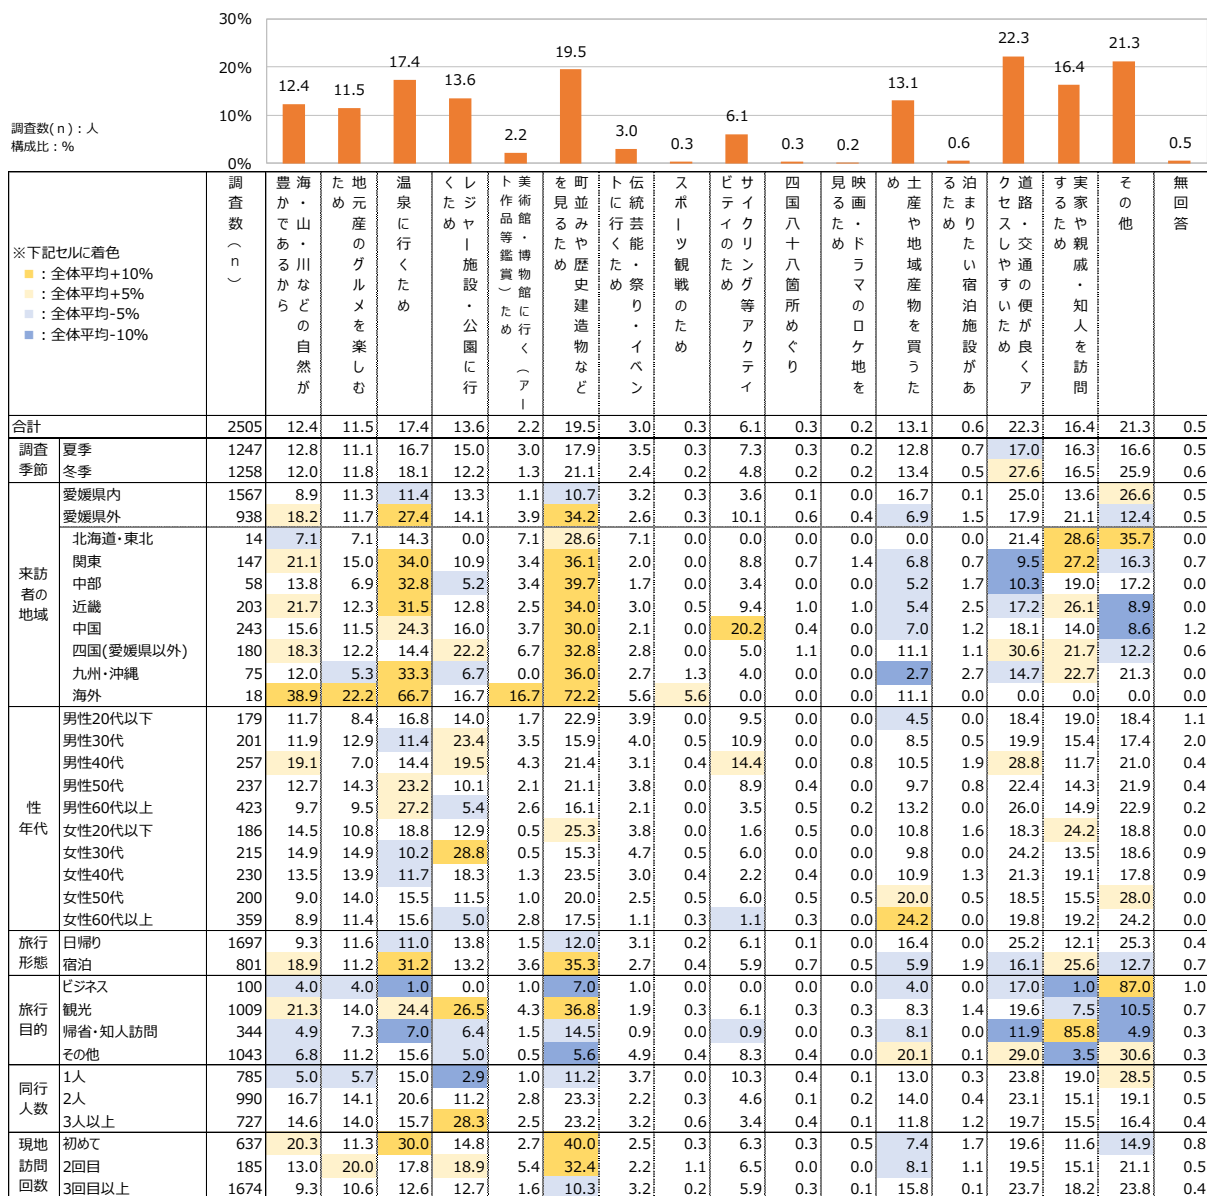 30%
20%
10%
0%
12.4 11.5 17.4 13.6 2.2 19.5 3.0 0.3 6.1 0.3 0.2 13.1 0.6 22.3 16.4 21.3 0.5
調査数(n)：人
構成比：%
※下記セルに着色
■：全体平均+10%
■：全体平均+5%
■：全体平均-5%
■：全体平均-10%
調査数（n）
海・山・川などの自然が
豊かであるから
地元産のグルメを楽しむ
ため
温泉に行くため
レジャー施設・公園に行
くため
美術館・博物館に行く（アー
ト作品等鑑賞）ため
町並みや歴史建造物など
を見るため
伝統芸能・祭り・イベン
トに行くため
スポーツ観戦のため
サイクリング等アクティ
ビティのため
四国八十八箇所めぐり
映画・ドラマのロケ地を
見るため
土産や地域産物を買うた
め
泊まりたい宿泊施設があ
るため
道路・交通の便が良くア
クセスしやすいため
実家や親戚・知人を訪問
するため
その他
無回答
合計 2505 12.4 11.5 17.4 13.6 2.2 19.5 3.0 0.3 6.1 0.3 0.2 13.1 0.6 22.3 16.4 21.3 0.5
調査
季節
夏季 1247 12.8 11.1 16.7 15.0 3.0 17.9 3.5 0.3 7.3 0.3 0.2 12.8 0.7 17.0 16.3 16.6 0.5
冬季 1258 12.0 11.8 18.1 12.2 1.3 21.1 2.4 0.2 4.8 0.2 0.2 13.4 0.5 27.6 16.5 25.9 0.6
来訪
者の
地域
愛媛県内 1567 8.9 11.3 11.4 13.3 1.1 10.7 3.2 0.3 3.6 0.1 0.0 16.7 0.1 25.0 13.6 26.6 0.5
愛媛県外 938 18.2 11.7 27.4 14.1 3.9 34.2 2.6 0.3 10.1 0.6 0.4 6.9 1.5 17.9 21.1 12.4 0.5
北海道・東北 14 7.1 7.1 14.3 0.0 7.1 28.6 7.1 0.0 0.0 0.0 0.0 0.0 0.0 21.4 28.6 35.7 0.0
関東 147 21.1 15.0 34.0 10.9 3.4 36.1 2.0 0.0 8.8 0.7 1.4 6.8 0.7 9.5 27.2 16.3 0.7
中部 58 13.8 6.9 32.8 5.2 3.4 39.7 1.7 0.0 3.4 0.0 0.0 5.2 1.7 10.3 19.0 17.2 0.0
近畿 203 21.7 12.3 31.5 12.8 2.5 34.0 3.0 0.5 9.4 1.0 1.0 5.4 2.5 17.2 26.1 8.9 0.0
中国 243 15.6 11.5 24.3 16.0 3.7 30.0 2.1 0.0 20.2 0.4 0.0 7.0 1.2 18.1 14.0 8.6 1.2
四国(愛媛県以外) 180 18.3 12.2 14.4 22.2 6.7 32.8 2.8 0.0 5.0 1.1 0.0 11.1 1.1 30.6 21.7 12.2 0.6
九州・沖縄 75 12.0 5.3 33.3 6.7 0.0 36.0 2.7 1.3 4.0 0.0 0.0 2.7 2.7 14.7 22.7 21.3 0.0
海外 18 38.9 22.2 66.7 16.7 16.7 72.2 5.6 5.6 0.0 0.0 0.0 11.1 0.0 0.0 0.0 0.0 0.0
性
年代
男性20代以下 179 11.7 8.4 16.8 14.0 1.7 22.9 3.9 0.0 9.5 0.0 0.0 4.5 0.0 18.4 19.0 18.4 1.1
男性30代 201 11.9 12.9 11.4 23.4 3.5 15.9 4.0 0.5 10.9 0.0 0.0 8.5 0.5 19.9 15.4 17.4 2.0
男性40代 257 19.1 7.0 14.4 19.5 4.3 21.4 3.1 0.4 14.4 0.0 0.8 10.5 1.9 28.8 11.7 21.0 0.4
男性50代 237 12.7 14.3 23.2 10.1 2.1 21.1 3.8 0.0 8.9 0.4 0.0 9.7 0.8 22.4 14.3 21.9 0.4
男性60代以上 423 9.7 9.5 27.2 5.4 2.6 16.1 2.1 0.0 3.5 0.5 0.2 13.2 0.0 26.0 14.9 22.9 0.2
女性20代以下 186 14.5 10.8 18.8 12.9 0.5 25.3 3.8 0.0 1.6 0.5 0.0 10.8 1.6 18.3 24.2 18.8 0.0
女性30代 215 14.9 14.9 10.2 28.8 0.5 15.3 4.7 0.5 6.0 0.0 0.0 9.8 0.0 24.2 13.5 18.6 0.9
女性40代 230 13.5 13.9 11.7 18.3 1.3 23.5 3.0 0.4 2.2 0.4 0.0 10.9 1.3 21.3 19.1 17.8 0.9
女性50代 200 9.0 14.0 15.5 11.5 1.0 20.0 2.5 0.5 6.0 0.5 0.5 20.0 0.5 18.5 15.5 28.0 0.0
女性60代以上 359 8.9 11.4 15.6 5.0 2.8 17.5 1.1 0.3 1.1 0.3 0.0 24.2 0.0 19.8 19.2 24.2 0.0
旅行
形態
日帰り 1697 9.3 11.6 11.0 13.8 1.5 12.0 3.1 0.2 6.1 0.1 0.0 16.4 0.0 25.2 12.1 25.3 0.4
宿泊 801 18.9 11.2 31.2 13.2 3.6 35.3 2.7 0.4 5.9 0.7 0.5 5.9 1.9 16.1 25.6 12.7 0.7
旅行
目的
ビジネス 100 4.0 4.0 1.0 0.0 1.0 7.0 1.0 0.0 0.0 0.0 0.0 4.0 0.0 17.0 1.0 87.0 1.0
観光 1009 21.3 14.0 24.4 26.5 4.3 36.8 1.9 0.3 6.1 0.3 0.3 8.3 1.4 19.6 7.5 10.5 0.7
帰省・知人訪問 344 4.9 7.3 7.0 6.4 1.5 14.5 0.9 0.0 0.9 0.0 0.3 8.1 0.0 11.9 85.8 4.9 0.3
その他 1043 6.8 11.2 15.6 5.0 0.5 5.6 4.9 0.4 8.3 0.4 0.0 20.1 0.1 29.0 3.5 30.6 0.3
同行
人数
1人 785 5.0 5.7 15.0 2.9 1.0 11.2 3.7 0.0 10.3 0.4 0.1 13.0 0.3 23.8 19.0 28.5 0.5
2人 990 16.7 14.1 20.6 11.2 2.8 23.3 2.2 0.3 4.6 0.1 0.2 14.0 0.4 23.1 15.1 19.1 0.5
3人以上 727 14.6 14.0 15.7 28.3 2.5 23.2 3.2 0.6 3.4 0.4 0.1 11.8 1.2 19.7 15.5 16.4 0.4
現地
訪問
回数
初めて 637 20.3 11.3 30.0 14.8 2.7 40.0 2.5 0.3 6.3 0.3 0.5 7.4 1.7 19.6 11.6 14.9 0.8
2回目 185 13.0 20.0 17.8 18.9 5.4 32.4 2.2 1.1 6.5 0.0 0.0 8.1 1.1 19.5 15.1 21.1 0.5
3回目以上 1674 9.3 10.6 12.6 12.7 1.6 10.3 3.2 0.2 5.9 0.3 0.1 15.8 0.1 23.7 18.2 23.8 0.4